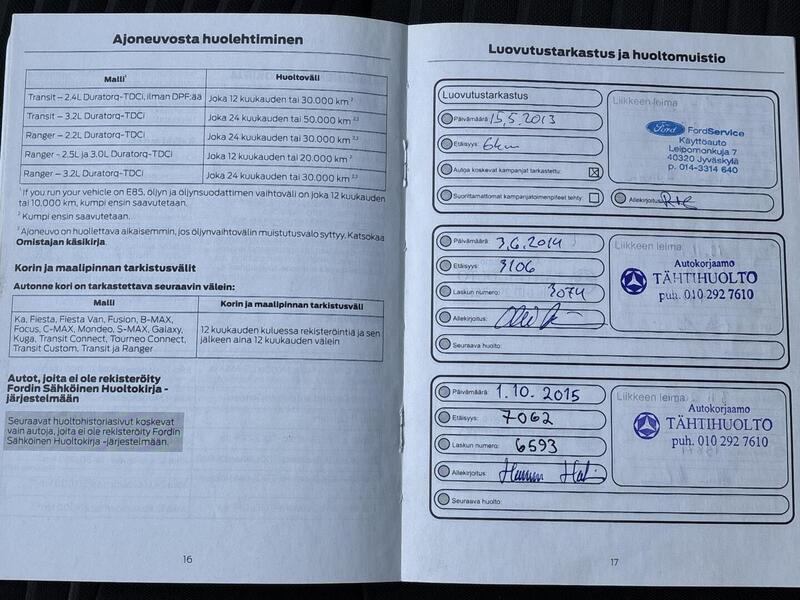 Ajoneuvosta huolehtiminen
Malli¹ Huoltoväli
Transit – 2.4L Duratorq-TDCi, ilman DPF:ää Joka 12 kuukauden tai 30.000 km ²
Transit – 3.2L Duratorq-TDCi Joka 24 kuukauden tai 50.000 km ²,³
Ranger – 2.2L Duratorq-TDCi Joka 24 kuukauden tai 30.000 km ²,³
Ranger - 2.5L ja 3.0L Duratorq-TDCi Joka 12 kuukauden tai 20.000 km ²
Ranger – 3.2L Duratorq-TDCi Joka 24 kuukauden tai 30.000 km ²,³
¹ If you run your vehicle on E85, öljyn ja öljynsuodattimen vaihtoväli on joka 12 kuukauden
tai 10.000 km, kumpi ensin saavutetaan.
² Kumpi ensin saavutetaan.
³ Ajoneuvo on huollettava aikaisemmin, jos öljynvaihtovälin muistutusvalo syttyy. Katsokaa
Omistajan käsikirja.
Korin ja maalipinnan tarkistusvälit
Autonne kori on tarkastettava seuraavin välein:
Malli Korin ja maalipinnan tarkistusväli
Ka, Fiesta, Fiesta Van, Fusion, B-MAX,
Focus, C-MAX, Mondeo, S-MAX, Galaxy,
Kuga, Transit Connect, Tourneo Connect,
Transit Custom, Transit ja Ranger
12 kuukauden kuluessa rekisteröintiä ja sen
jälkeen aina 12 kuukauden välein
Autot, joita ei ole rekisteröity
Fordin Sähköinen Huoltokirja -
järjestelmään
Seuraavat huoltohistoriasivut koskevat
vain autoja, joita ei ole rekisteröity Fordin
Sähköinen Huoltokirja -järjestelmään.
16
Luovutustarkastus ja huoltomuistio
Luovutustarkastus
Päivämäärä: 15.5.2013
Etäisyys: 6km
Autoa koskevat kampanjat tarkastettu:
Suorittamattomat kampanjatoimenpiteet tehty:
Liikkeen leima
Ford FordService
Käyttöauto
Leipomonkuja 7
40320 Jyväskylä
p. 014-3314 640
Allekirjoitus:
Päivämäärä: 3.6.2014
Etäisyys: 3106
Laskun numero: 3074
Allekirjoitus:
Seuraava huolto:
Liikkeen leima
Autokorjaamo
TÄHTIHUOLTO
puh. 010 292 7610
Päivämäärä: 1.10.2015
Etäisyys: 7062
Laskun numero: 6593
Allekirjoitus:
Seuraava huolto:
Liikkeen leima
Autokorjaamo
TÄHTIHUOLTO
puh. 010 292 7610
17